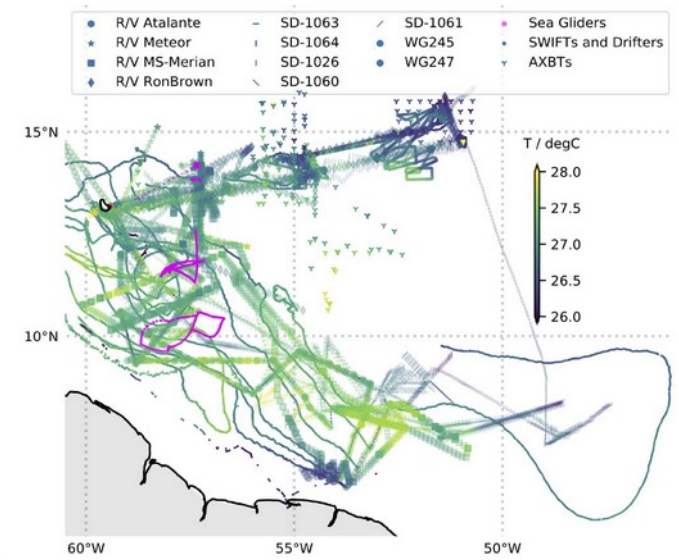 R/V Atalante SD-1063 SD-1061 Sea Gliders
R/V Meteor SD-1064 WG245 SWIFTs and Drifters
R/V MS-Merian SD-1026 WG247 AXBTs
R/V RonBrown SD-1060
15°N
T / degC
28.0
27.5
27.0
26.5
26.0
10°N
60°W 55°W 50°W